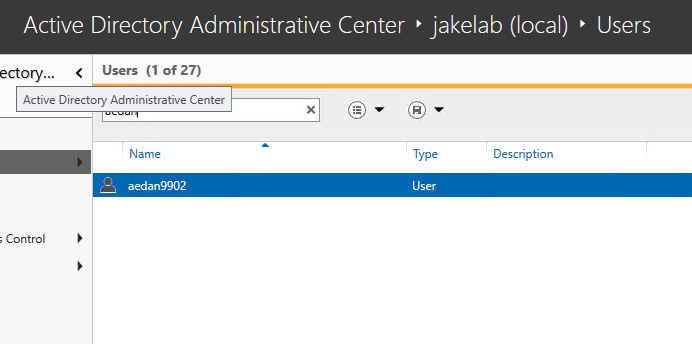 Active Directory Administrative Center ‣ jakelab (local) ‣ Users
ectory...
Users (1 of 27)
Active Directory Administrative Center
aedan
Name Type Description
aedan9902 User
s Control